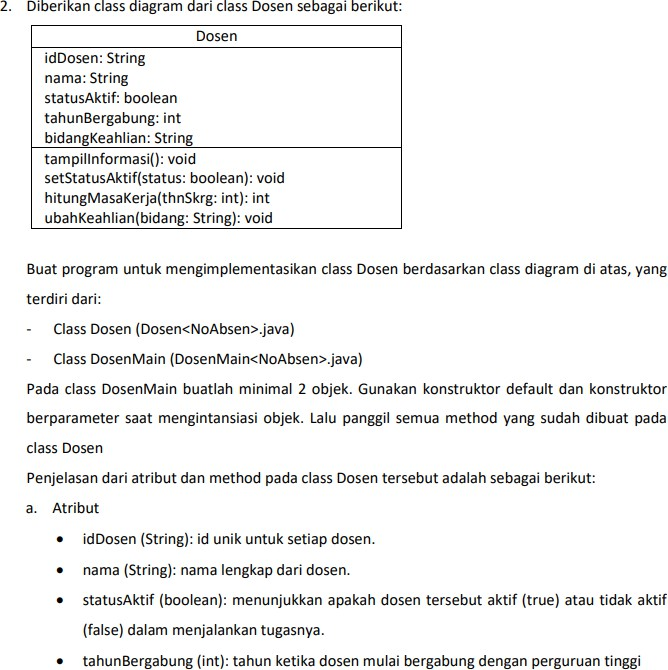 2. Diberikan class diagram dari class Dosen sebagai berikut:
Dosen
idDosen: String
nama: String
statusAktif: boolean
tahunBergabung: int
bidangKeahlian: String
tampilInformasi(): void
setStatusAktif(status: boolean): void
hitungMasaKerja(thnSkrg: int): int
ubahKeahlian(bidang: String): void
Buat program untuk mengimplementasikan class Dosen berdasarkan class diagram di atas, yang
terdiri dari:
- Class Dosen (Dosen<NoAbsen>.java)
- Class DosenMain (DosenMain<NoAbsen>.java)
Pada class DosenMain buatlah minimal 2 objek. Gunakan konstruktor default dan konstruktor
berparameter saat mengintansiasi objek. Lalu panggil semua method yang sudah dibuat pada
class Dosen
Penjelasan dari atribut dan method pada class Dosen tersebut adalah sebagai berikut:
a. Atribut
• idDosen (String): id unik untuk setiap dosen.
• nama (String): nama lengkap dari dosen.
• statusAktif (boolean): menunjukkan apakah dosen tersebut aktif (true) atau tidak aktif
(false) dalam menjalankan tugasnya.
• tahunBergabung (int): tahun ketika dosen mulai bergabung dengan perguruan tinggi